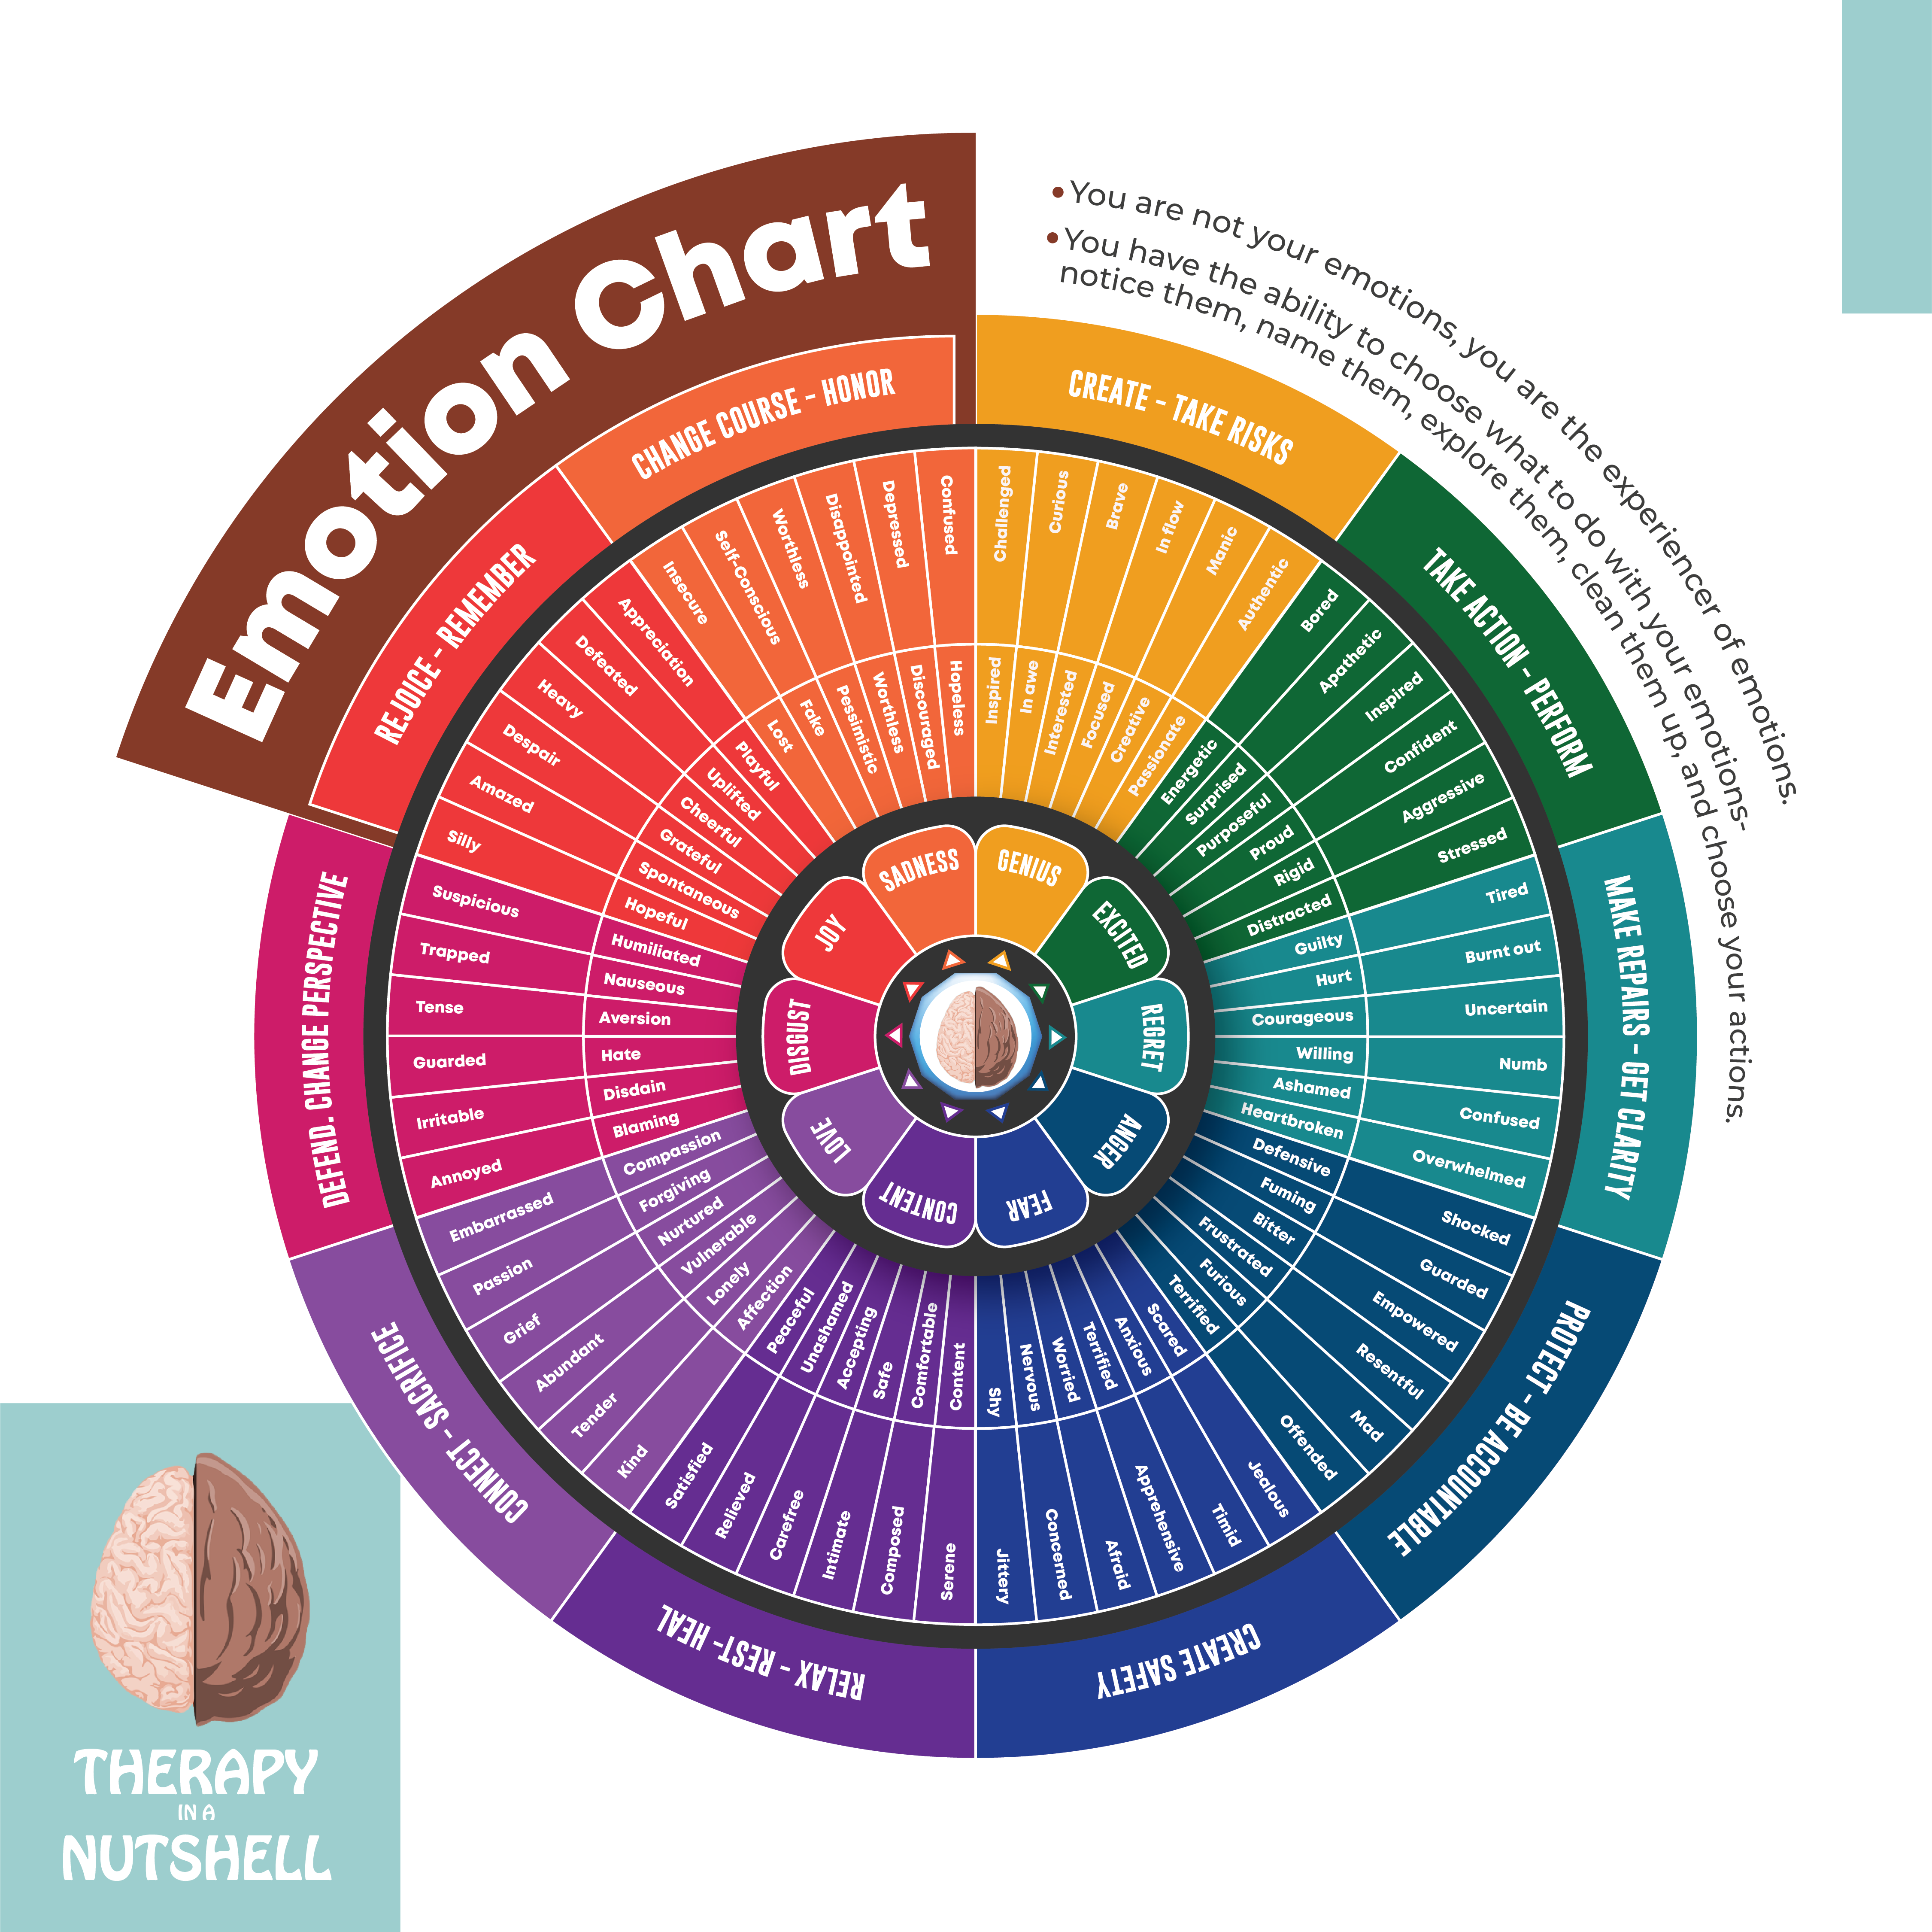 Emotion Chart
• You are not your emotions, you are the experiencer of emotions.
• You have the ability to choose what to do with your emotions-
notice them, name them, explore them, clean them up, and choose your actions.
CREATE - TAKE RISKS
Challenged
Curious
Brave
In flow
Manic
Authentic
Inspired
In awe
Interested
Focused
Creative
Passionate
GENIUS
TAKE ACTION - PERFORM
Bored
Apathetic
Inspired
Confident
Aggressive
Stressed
Energetic
Surprised
Purposeful
Proud
Rigid
Distracted
EXCITED
MAKE REPAIRS - GET CLARITY
Tired
Burnt out
Uncertain
Numb
Confused
Overwhelmed
Guilty
Hurt
Courageous
Willing
Ashamed
Heartbroken
REGRET
PROTECT - BE ACCOUNTABLE
Shocked
Guarded
Empowered
Resentful
Mad
Offended
Defensive
Fuming
Bitter
Frustrated
Furious
Terrified
ANGER
CREATE SAFETY
Jealous
Timid
Apprehensive
Afraid
Concerned
Jittery
Scared
Anxious
Terrified
Worried
Nervous
Shy
FEAR
RELAX - REST- HEAL
Serene
Composed
Intimate
Carefree
Relieved
Satisfied
Content
Comfortable
Safe
Accepting
Unashamed
Peaceful
CONTENT
CONNECT - SACRIFICE
Kind
Tender
Abundant
Grief
Passion
Embarrassed
Affection
Lonely
Vulnerable
Nurtured
Forgiving
Compassion
LOVE
DEFEND. CHANGE PERSPECTIVE
Annoyed
Irritable
Guarded
Tense
Trapped
Suspicious
Blaming
Disdain
Hate
Aversion
Nauseous
Humiliated
DISGUST
REJOICE - REMEMBER
Silly
Amazed
Despair
Heavy
Defeated
Appreciation
Hopeful
Spontaneous
Grateful
Cheerful
Uplifted
Playful
JOY
CHANGE COURSE - HONOR
Insecure
Self-Conscious
Worthless
Disappointed
Depressed
Confused
Lost
Fake
Pessimistic
Worthless
Discouraged
Hopeless
SADNESS
THERAPY
IN A
NUTSHELL